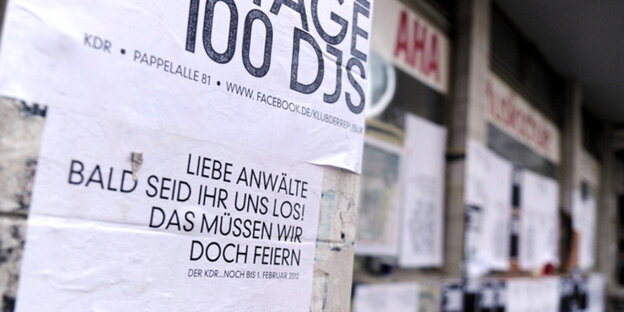 TAGE
100 DJS
KDR • PAPPELALLE 81 • WWW.FACEBOOK.DE/KLUBDERREPUBLIK
LIEBE ANWÄLTE
BALD SEID IHR UNS LOS!
DAS MÜSSEN WIR
DOCH FEIERN
DER KDR...NOCH BIS 1. FEBRUAR 2012
AHA